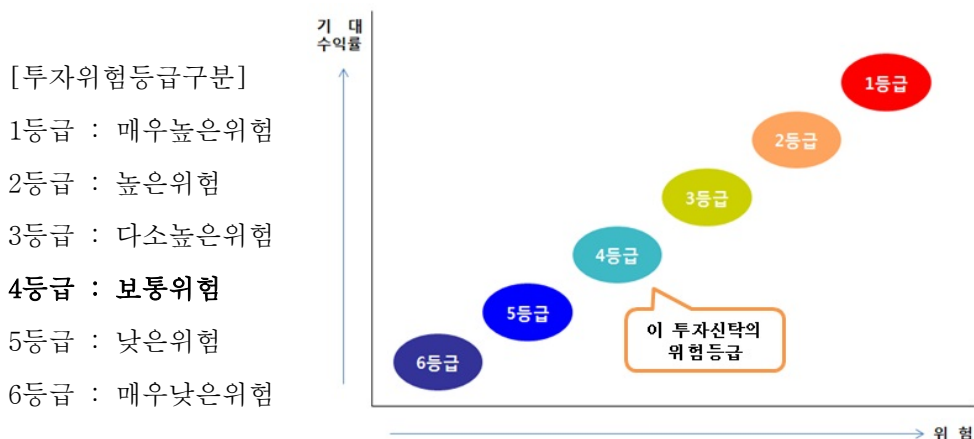 [투자위험등급구분]
1등급 : 매우높은위험
2등급 : 높은위험
3등급 : 다소높은위험
4등급 : 보통위험
5등급 : 낮은위험
6등급 : 매우낮은위험
기 대
수익률
1등급
2등급
3등급
4등급
5등급
6등급
이 투자신탁의
위험등급
위 험